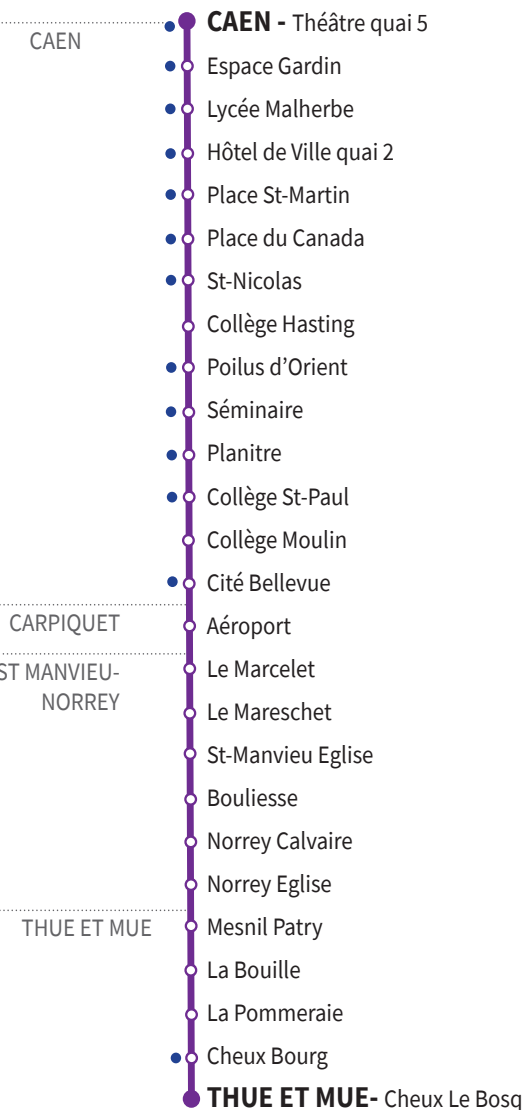 CAEN
CAEN - Théâtre quai 5
Espace Gardin
Lycée Malherbe
Hôtel de Ville quai 2
Place St-Martin
Place du Canada
St-Nicolas
Collège Hasting
Poilus d’Orient
Séminaire
Planitre
Collège St-Paul
Collège Moulin
Cité Bellevue
CARPIQUET
Aéroport
ST MANVIEU-
NORREY
Le Marcelet
Le Mareschet
St-Manvieu Eglise
Bouliesse
Norrey Calvaire
Norrey Eglise
THUE ET MUE
Mesnil Patry
La Bouille
La Pommeraie
Cheux Bourg
THUE ET MUE- Cheux Le Bosq